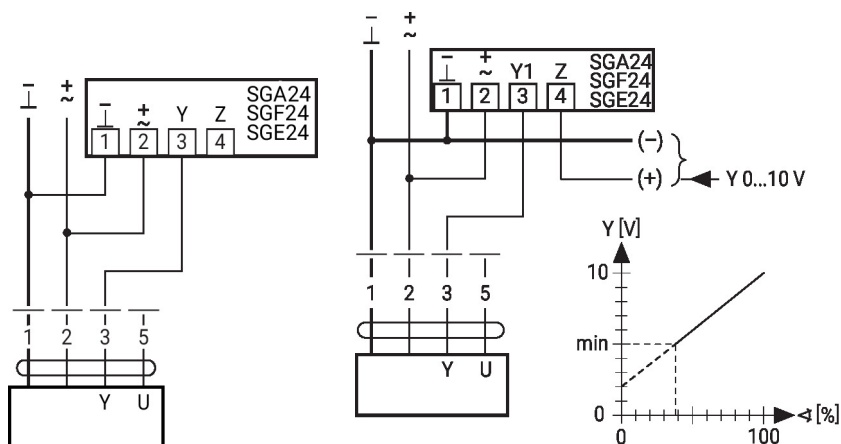 - +
⊥ ~
- + Y Z SGA24
⊥ ~ SGF24
1 2 3 4 SGE24
1 2 3 5
Y U
- +
⊥ ~
- + Y1 Z SGA24
⊥ ~ SGF24
1 2 3 4 SGE24
(–)
(+) Y 0...10 V
1 2 3 5
Y U
Y [V]
10
min
0
0 100 ∢ [%]